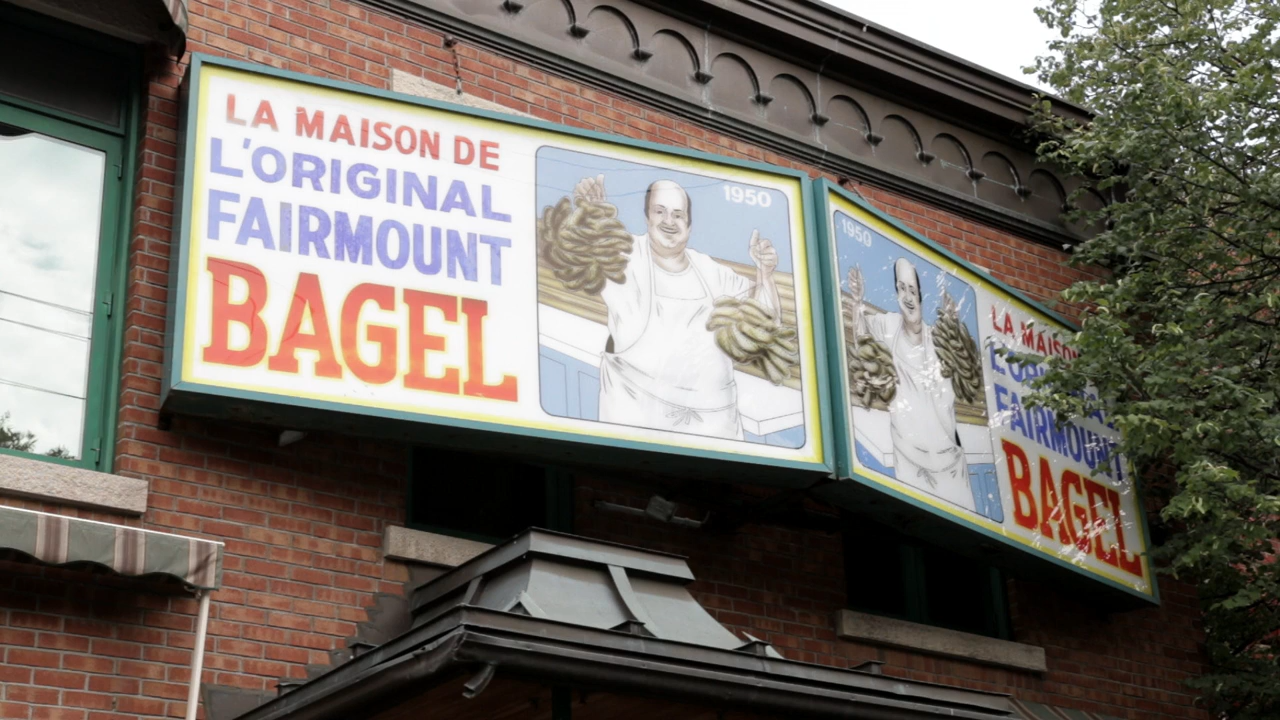 LA MAISON DE
L'ORIGINAL
FAIRMOUNT
BAGEL
1950
1950
LA MAISON
FAIRMOUNT
BAGEL